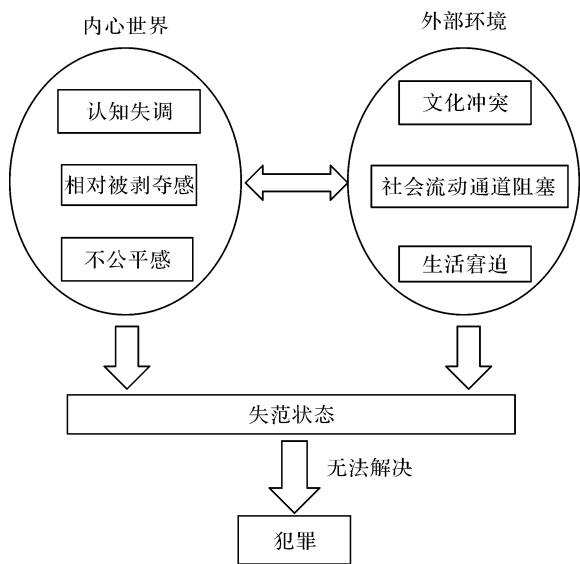 内心世界
外部环境
认知失调
文化冲突
相对被剥夺感
社会流动通道阻塞
不公平感
生活窘迫
失范状态
无法解决
犯罪